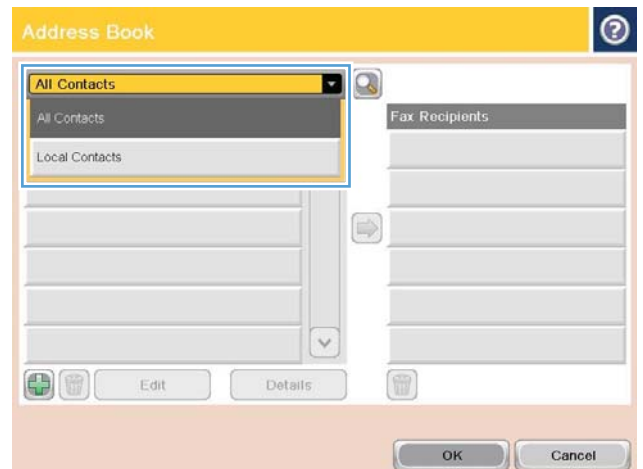 Address Book
All Contacts
All Contacts
Fax Recipients
Local Contacts
Edit
Details
OK
Cancel